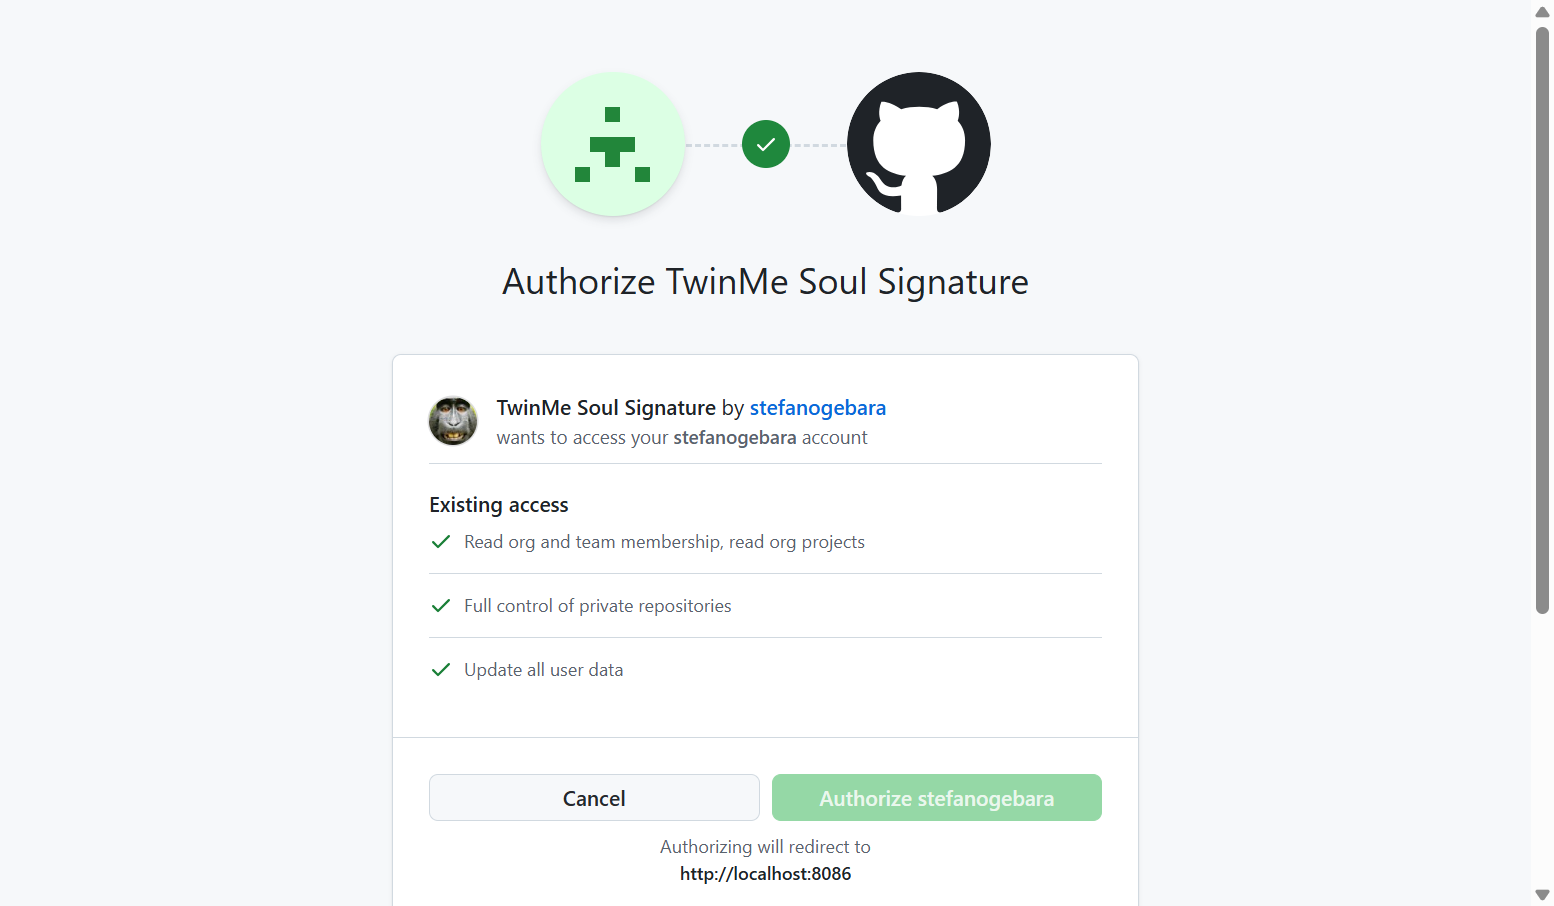 Authorize TwinMe Soul Signature
TwinMe Soul Signature by stefanogebara
wants to access your stefanogebara account
Existing access
Read org and team membership, read org projects
Full control of private repositories
Update all user data
Cancel
Authorize stefanogebara
Authorizing will redirect to
http://localhost:8086